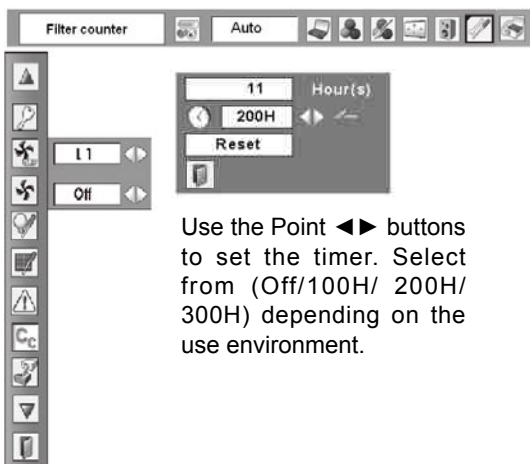 Filter counter
Auto
11 Hour(s)
200H
Reset
L1
Off
Cc
Use the Point ◄► buttons
to set the timer. Select
from (Off/100H/ 200H/
300H) depending on the
use environment.